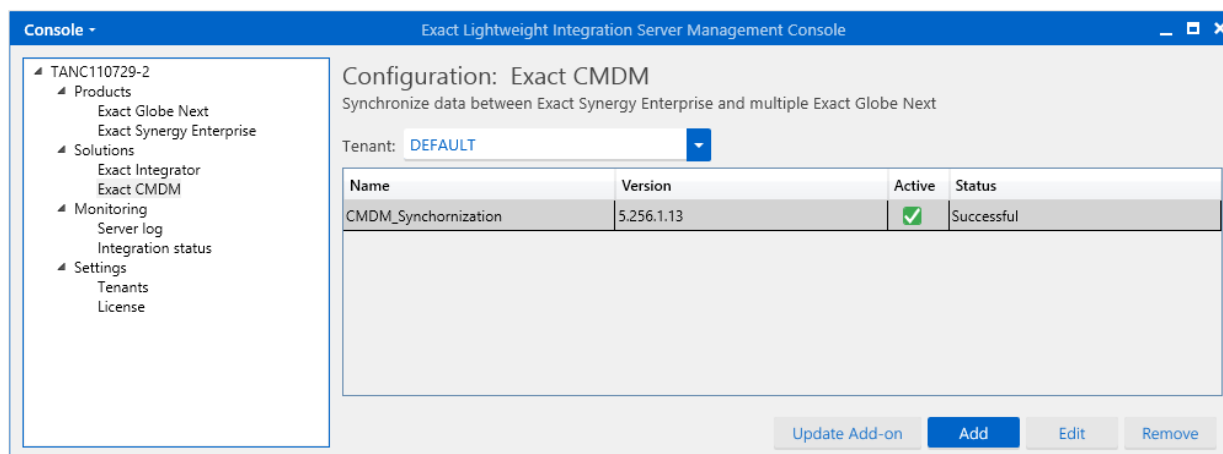 Console
Exact Lightweight Integration Server Management Console
TANC110729-2
Products
Exact Globe Next
Exact Synergy Enterprise
Solutions
Exact Integrator
Exact CMDM
Monitoring
Server log
Integration status
Settings
Tenants
License
Configuration: Exact CMDM
Synchronize data between Exact Synergy Enterprise and multiple Exact Globe Next
Tenant: DEFAULT
Name Version Active Status
CMDM_Synchornization 5.256.1.13 Successful
Update Add-on Add Edit Remove